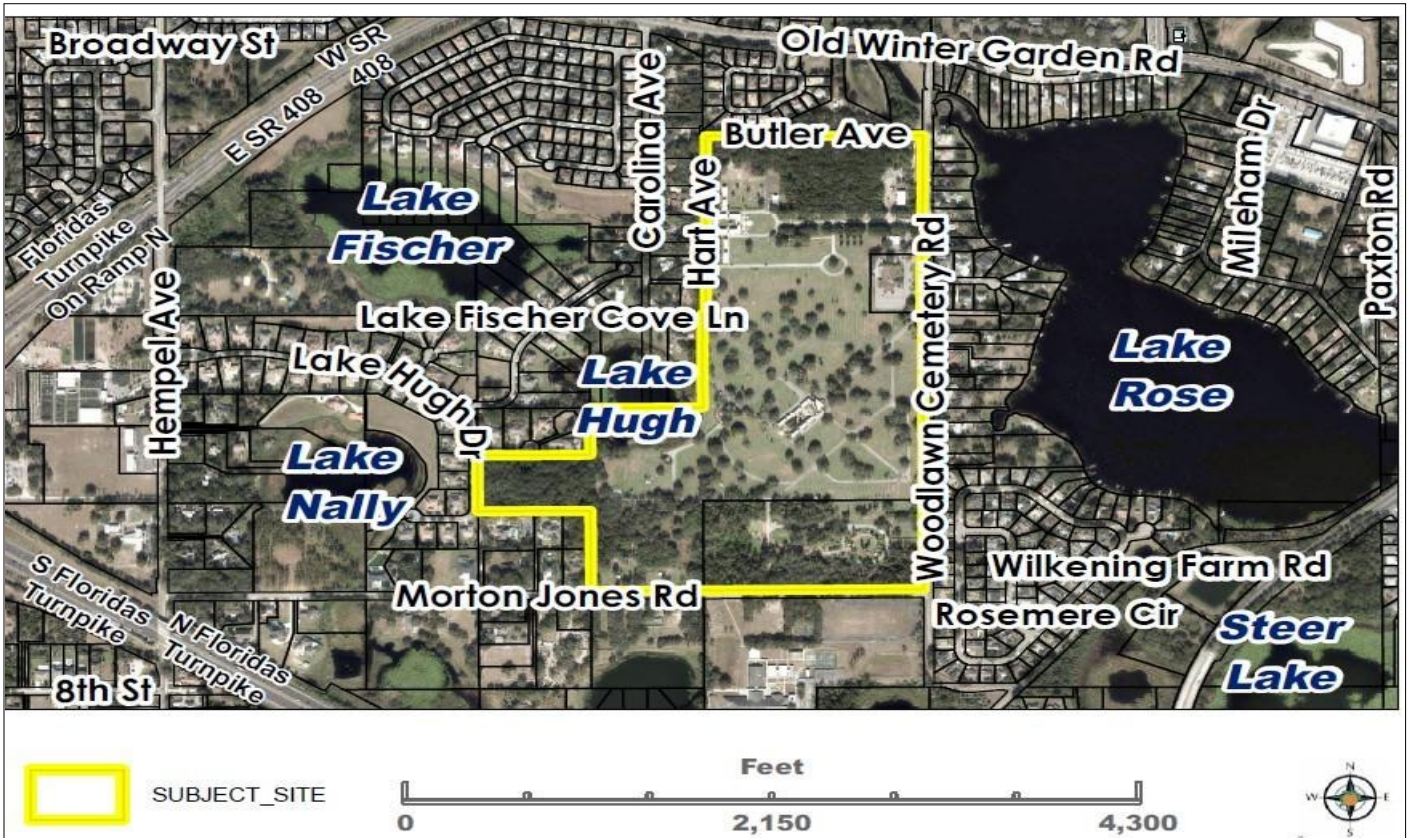 Broadway St
W SR 408
E SR 408
Old Winter Garden Rd
Carolina Ave
Butler Ave
Mileham Dr
Paxton Rd
Lake
Fischer
Hart Ave
Floridas
Turnpike
On Ramp N
Hempel Ave
Woodlawn Cemetery Rd
Lake Fischer Cove Ln
Lake Hugh Dr
Lake
Hugh
Lake
Rose
Lake
Nally
S Floridas
Turnpike
N Floridas
Turnpike
Morton Jones Rd
Wilkening Farm Rd
Rosemere Cir
Steer
Lake
8th St
SUBJECT_SITE
Feet
0 2,150 4,300
N
W E
S